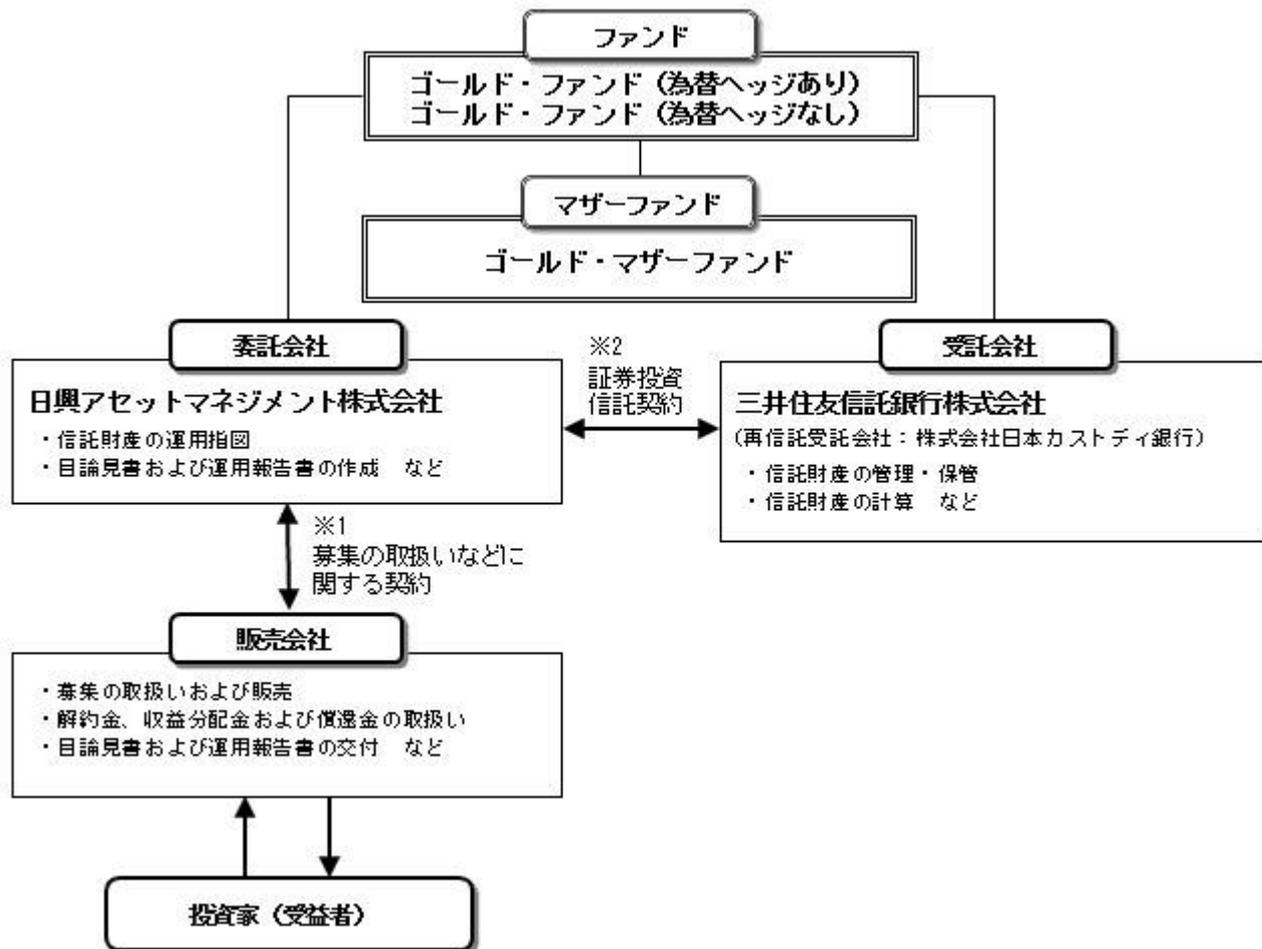 ファンド
ゴールド・ファンド（為替ヘッジあり）
ゴールド・ファンド（為替ヘッジなし）
マザーファンド
ゴールド・マザーファンド
委託会社
日興アセットマネジメント株式会社
・信託財産の運用指図
・目論見書および運用報告書の作成　など
※2
証券投資
信託契約
受託会社
三井住友信託銀行株式会社
（再信託受託会社：株式会社日本カストディ銀行）
・信託財産の管理・保管
・信託財産の計算　など
※1
募集の取扱いなどに
関する契約
販売会社
・募集の取扱いおよび販売
・解約金、収益分配金および償還金の取扱い
・目論見書および運用報告書の交付　など
投資家（受益者）